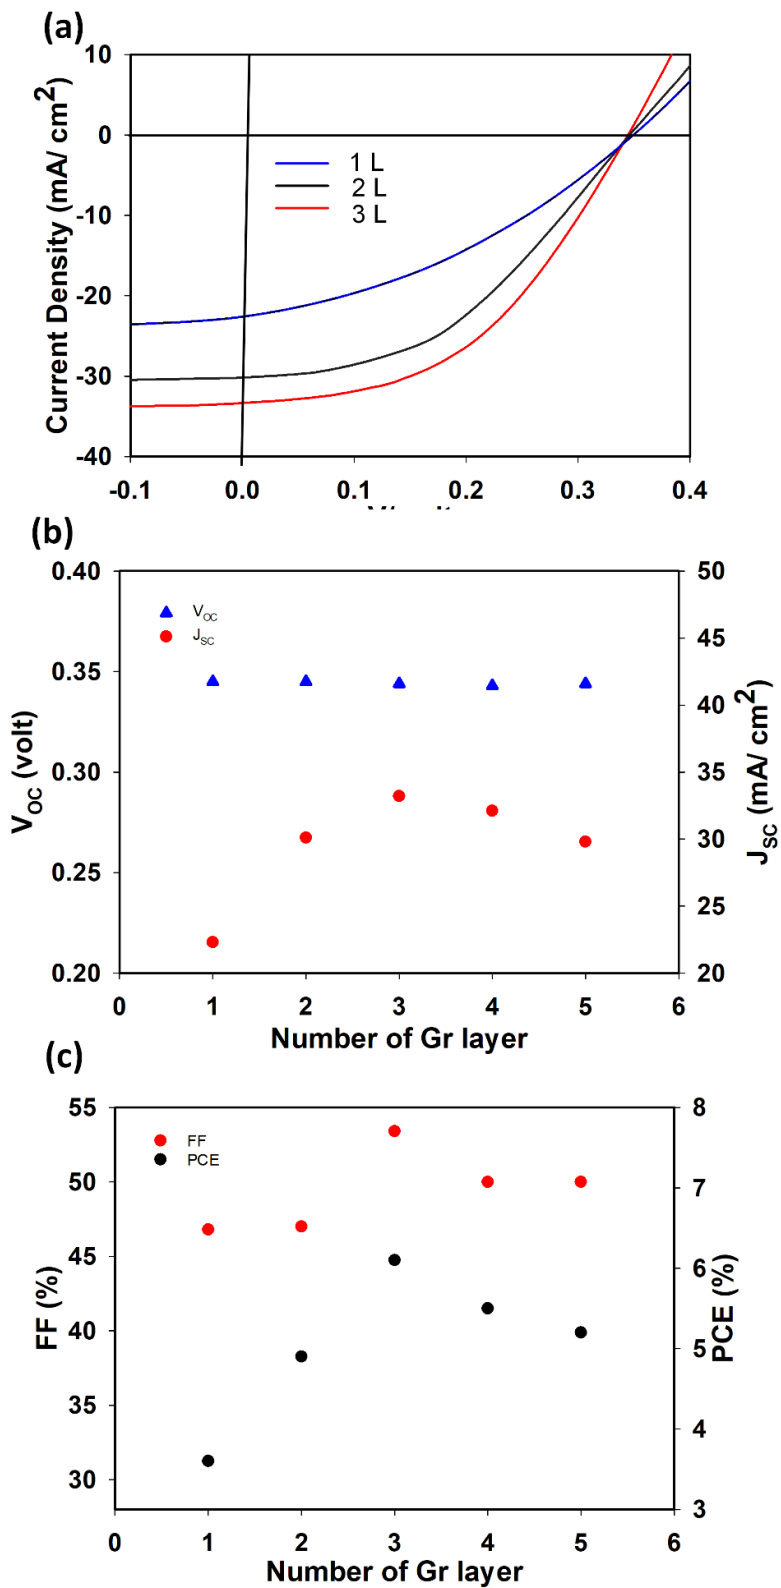 (a)
Current Density (mA/ cm2)
10
0
-10
-20
-30
-40
1 L
2 L
3 L
-0.1 0.0 0.1 0.2 0.3 0.4
(b)
VOC (volt)
0.40
0.35
0.30
0.25
0.20
VOC
JSC
50
45
40
35
30
25
20
JSC (mA/ cm2)
0 1 2 3 4 5 6
Number of Gr layer
(c)
FF (%)
55
50
45
40
35
30
FF
PCE
8
7
6
5
4
3
PCE (%)
0 1 2 3 4 5 6
Number of Gr layer